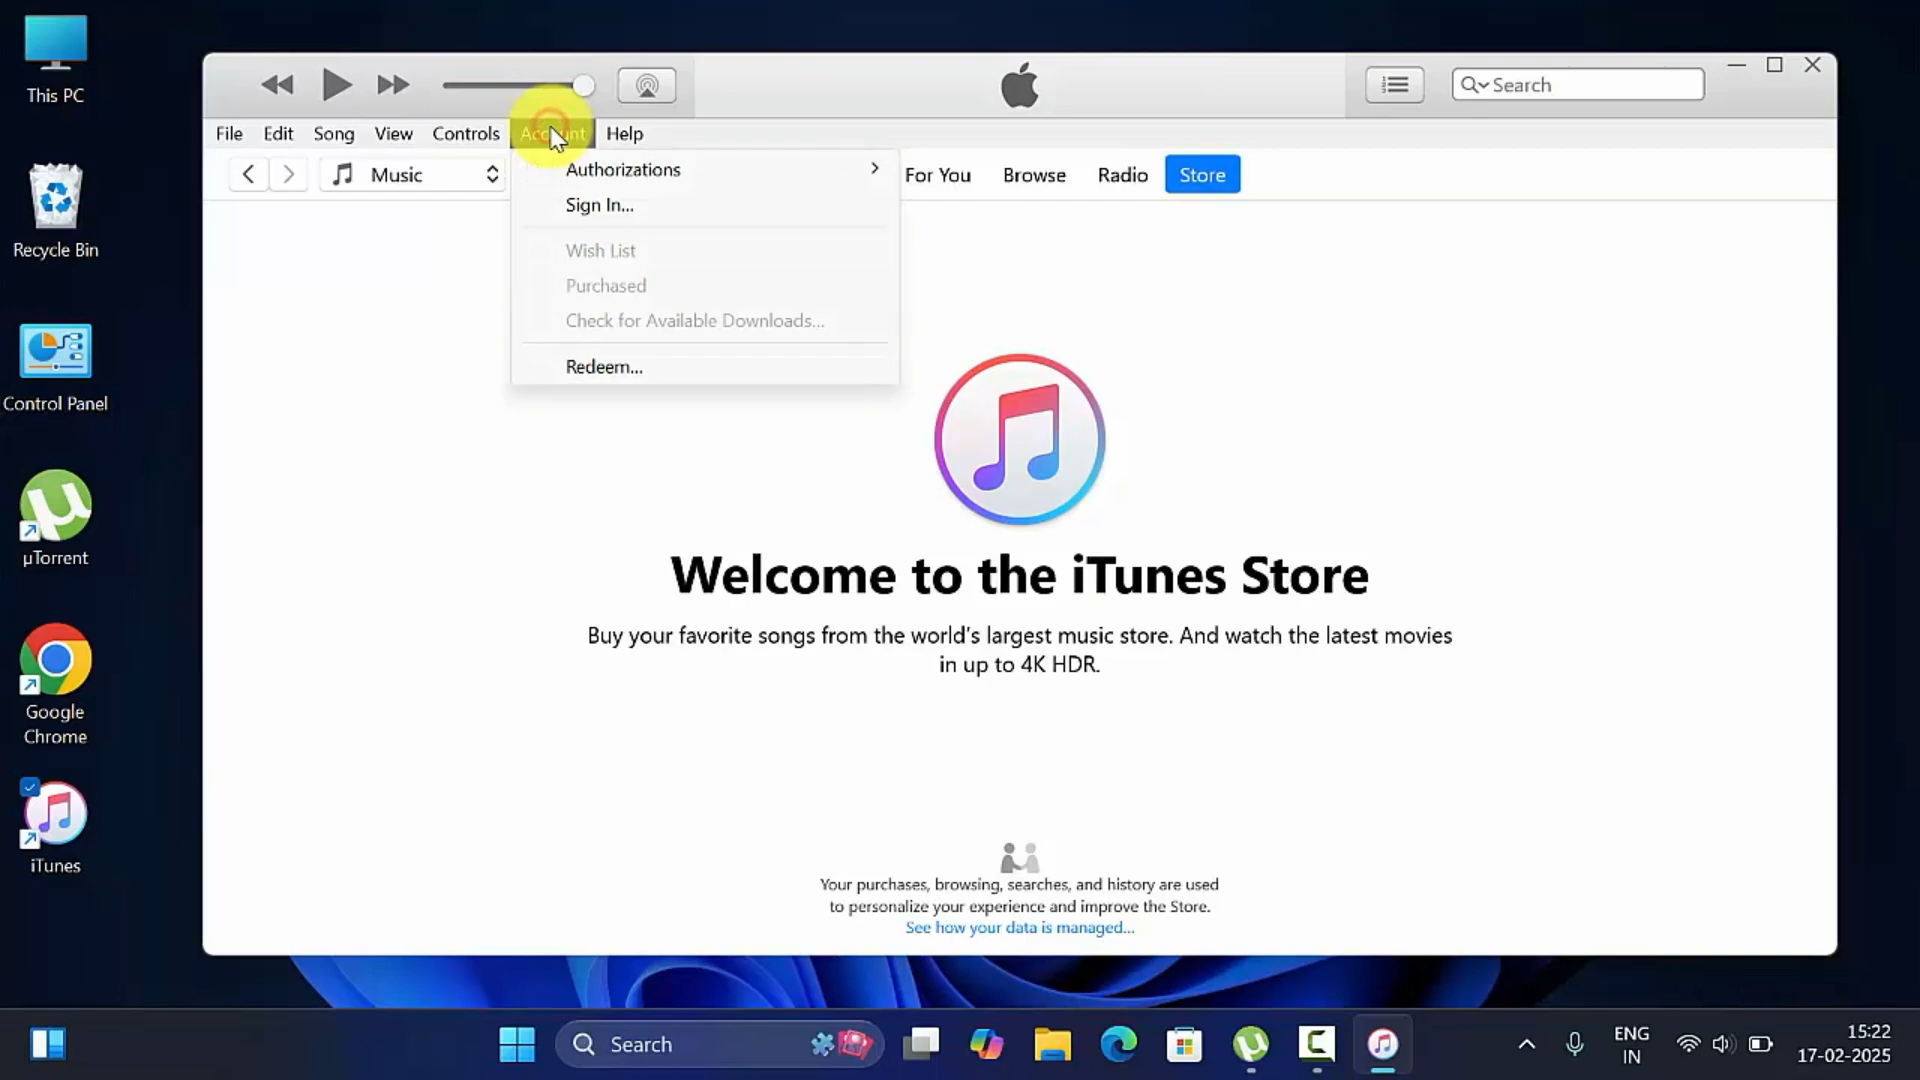 This PC
Recycle Bin
Control Panel
µTorrent
Google
Chrome
iTunes
Search
File Edit Song View Controls Account Help
Music
For You Browse Radio Store
Authorizations
Sign In...
Wish List
Purchased
Check for Available Downloads...
Redeem...
Welcome to the iTunes Store
Buy your favorite songs from the world's largest music store. And watch the latest movies
in up to 4K HDR.
Your purchases, browsing, searches, and history are used
to personalize your experience and improve the Store.
See how your data is managed...
Search
ENG
IN
15:22
17-02-2025